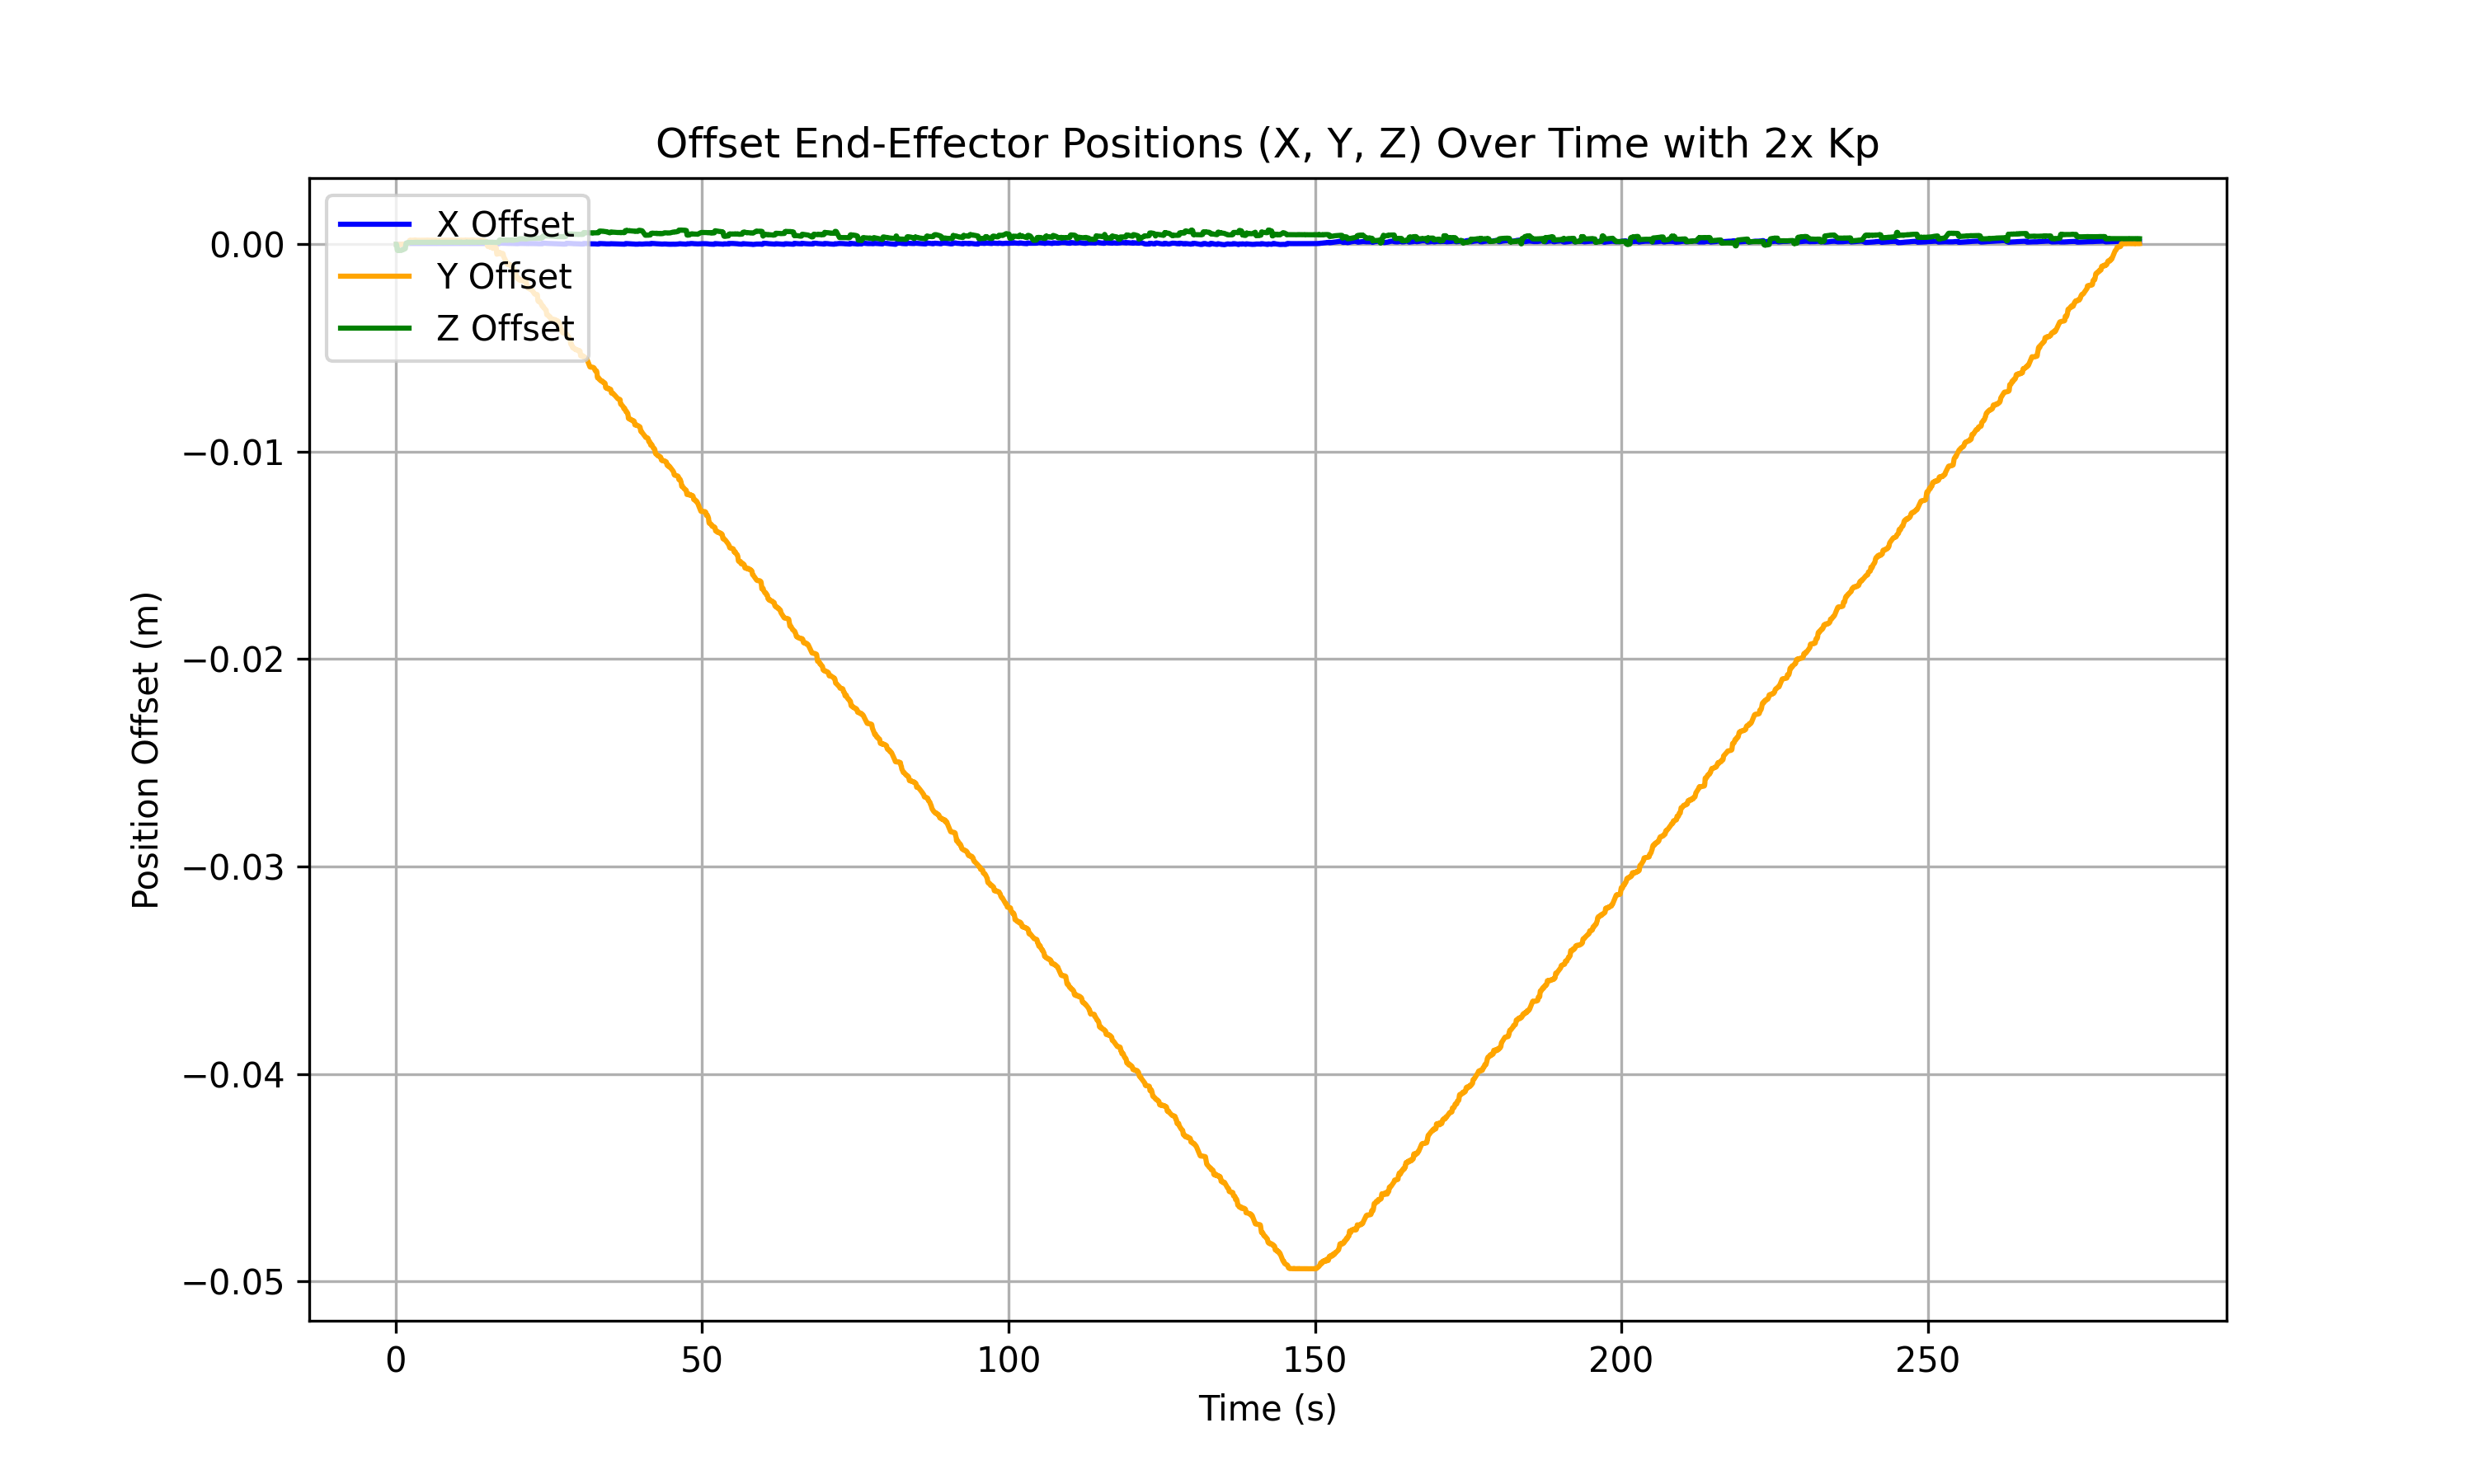 Offset End-Effector Positions (X, Y, Z) Over Time with 2x Kp
X Offset
Y Offset
Z Offset
0.00
−0.01
−0.02
−0.03
−0.04
−0.05
Position Offset (m)
0 50 100 150 200 250
Time (s)